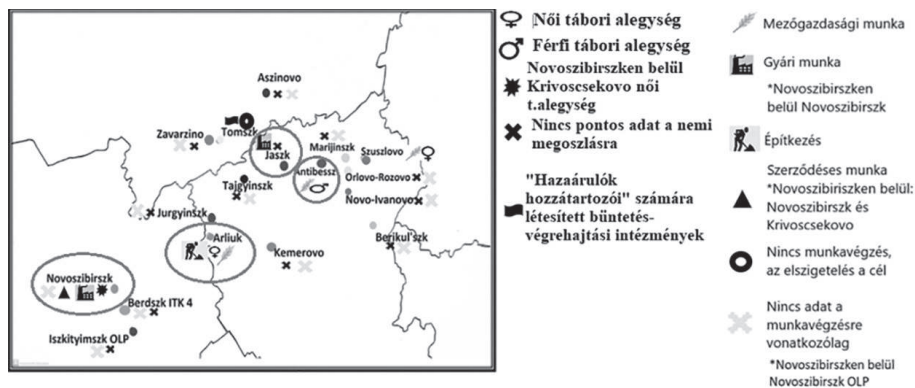 Aszinovo
Zavarzino
Tomszk
Jaszk
Marijinszk
Szuszlovo
Antibessz
Orlovo-Rozovo
Tajgyinszk
Novo-Ivanovo
Jurgyinszk
Arliuk
Kemerovo
Berikul'szk
Novoszibirszk
Berdszk ITK 4
Iszkityimszk OLP
Női tábori alegység
Férfi tábori alegység
Novoszibirszken belül
Krivoscsekovo női
t.alegység
Nincs pontos adat a nemi
megoszlásra
"Hazaárulók
hozzátartozói" számára
létesített büntetés-
végrehajtási intézmények
Mezőgazdasági munka
Gyári munka
*Novoszibirszken
belül Novoszibirszk
Építkezés
Szerződéses munka
*Novoszibiriszken belül:
Novoszibirszk és
Krivoscsekovo
Nincs munkavégzés,
az elszigetelés a cél
Nincs adat a
munkavégzésre
vonatkozólag
*Novoszibirszken belül
Novoszibirszk OLP